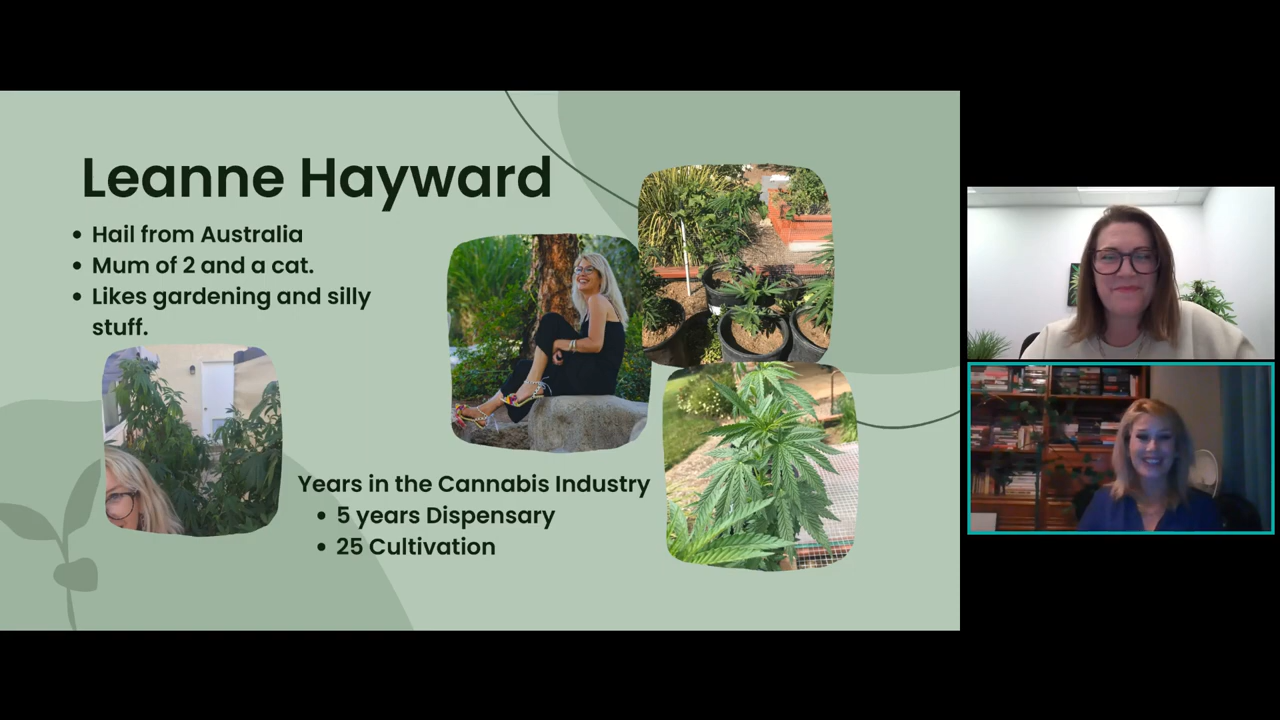 Leanne Hayward
• Hail from Australia
• Mum of 2 and a cat.
• Likes gardening and silly
stuff.
Years in the Cannabis Industry
• 5 years Dispensary
• 25 Cultivation